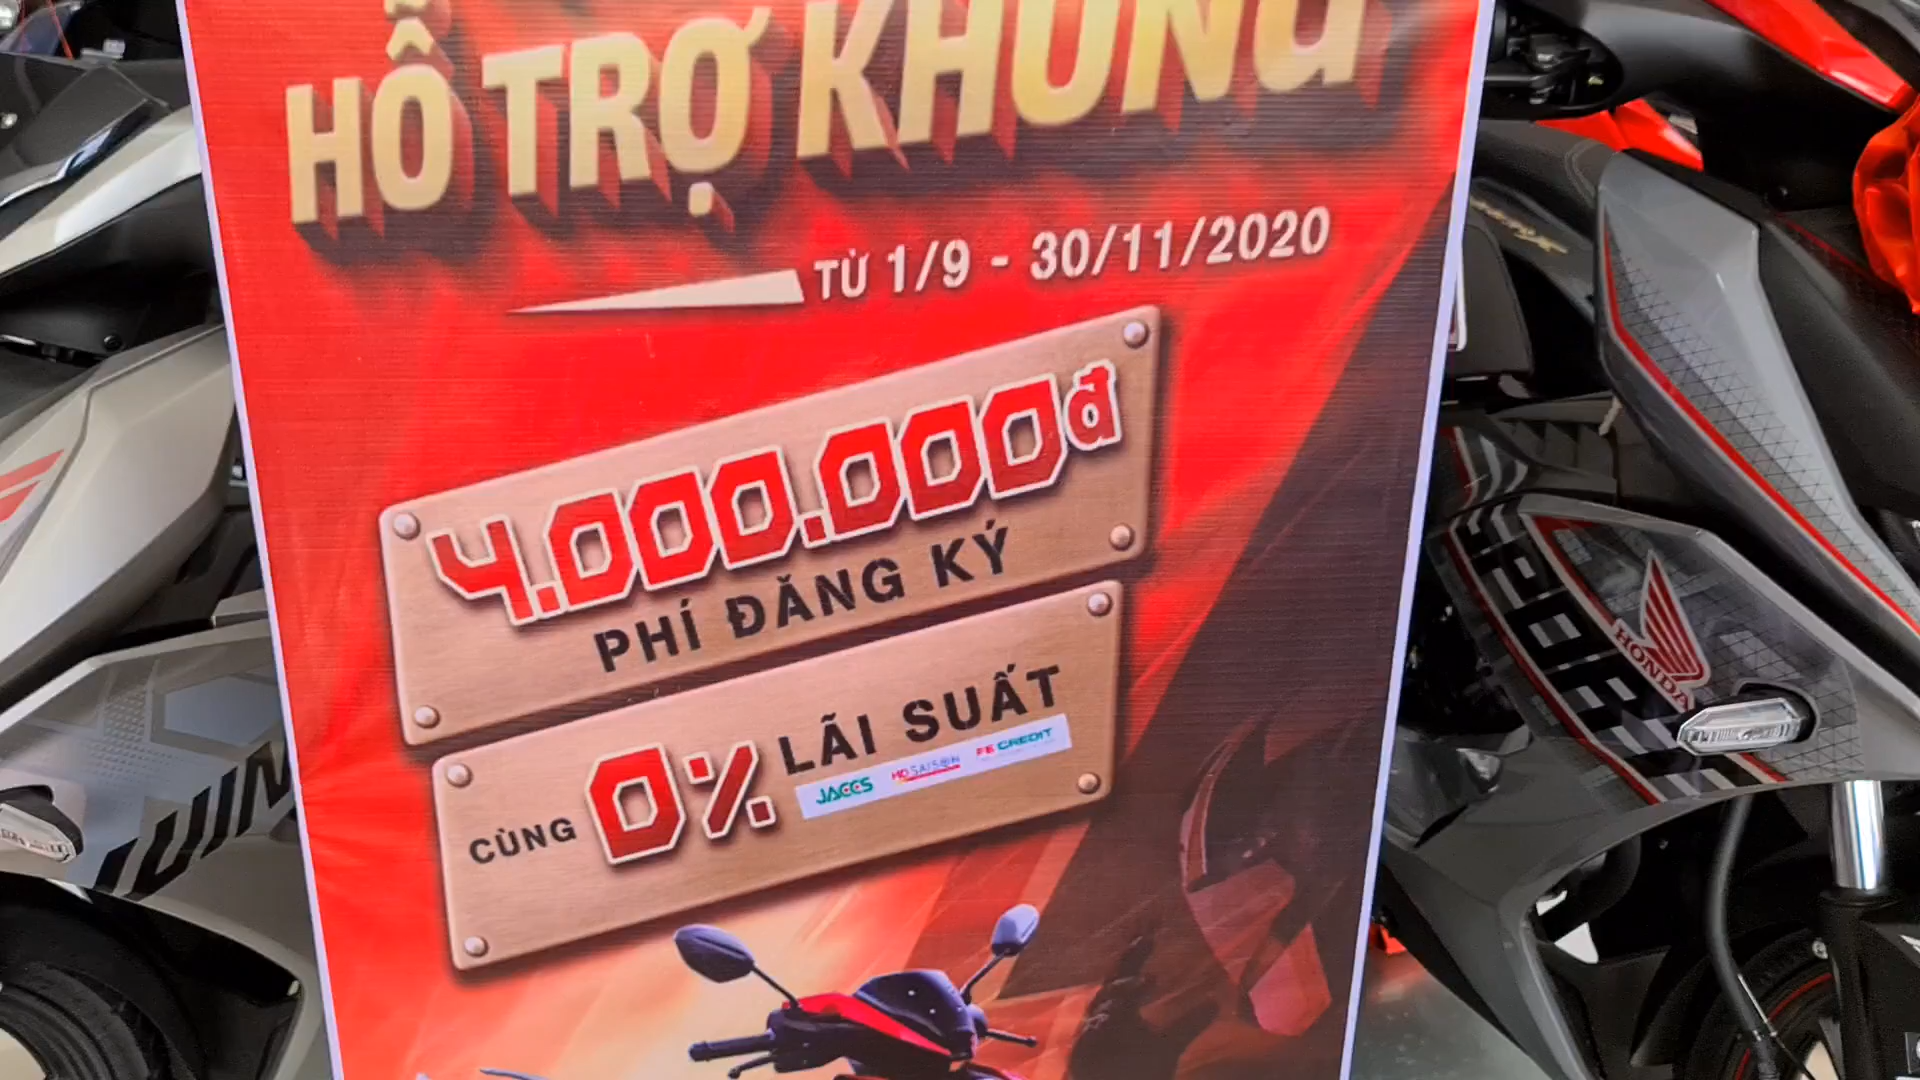 HỖ TRỢ KHỦNG
TỪ 1/9 - 30/11/2020
4.000.000đ
PHÍ ĐĂNG KÝ
CÙNG 0% LÃI SUẤT
JACCS HD SAISON FE CREDIT
HONDA
SPORT